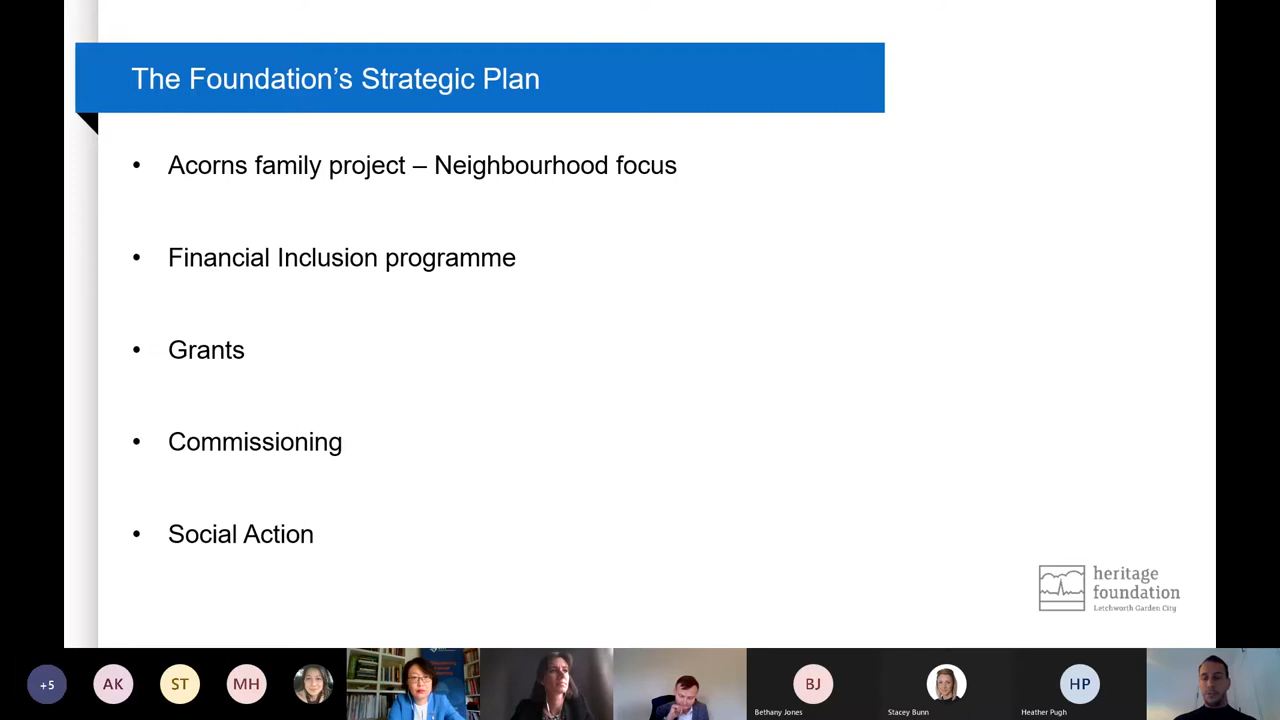 The Foundation’s Strategic Plan
• Acorns family project – Neighbourhood focus
• Financial Inclusion programme
• Grants
• Commissioning
• Social Action
heritage
foundation
Letchworth Garden City
+5
AK
ST
MH
BJ
HP
Bethany Jones
Stacey Bunn
Heather Pugh